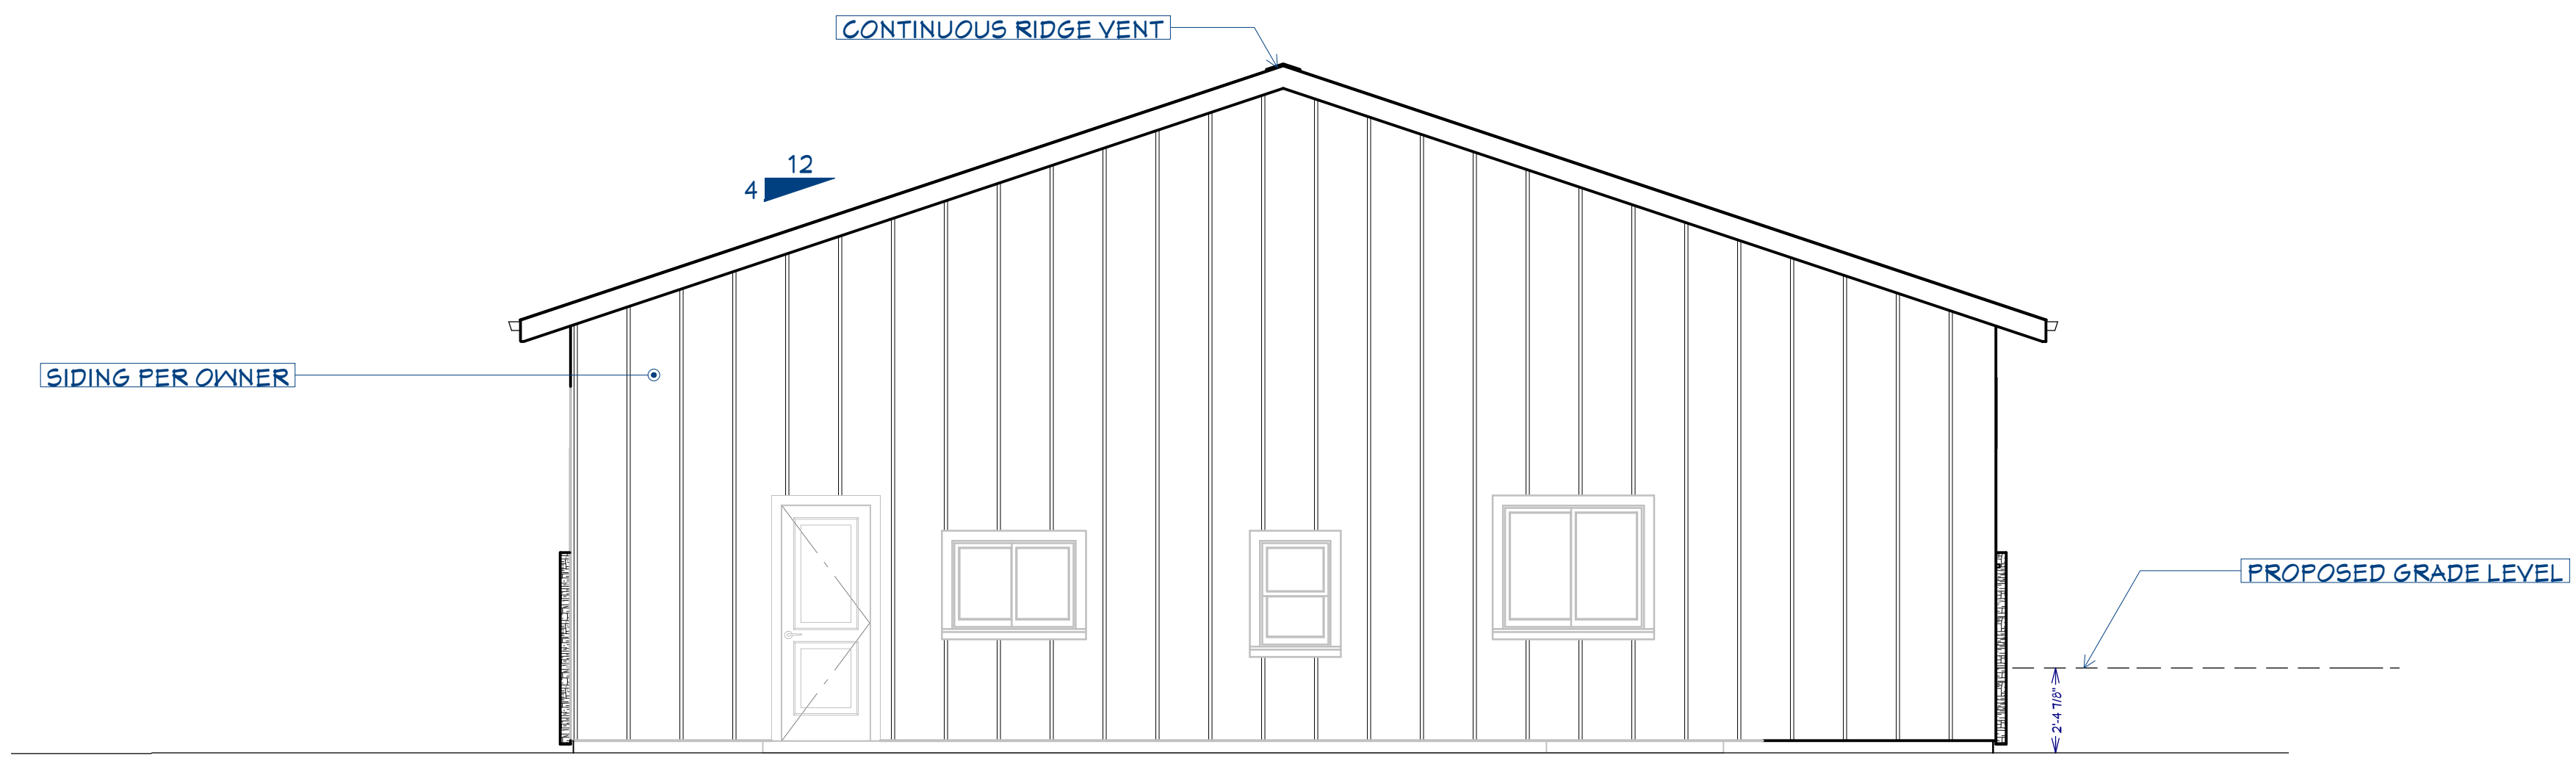 CONTINUOUS RIDGE VENT
12
4
SIDING PER OWNER
PROPOSED GRADE LEVEL
2'-4 7/8"